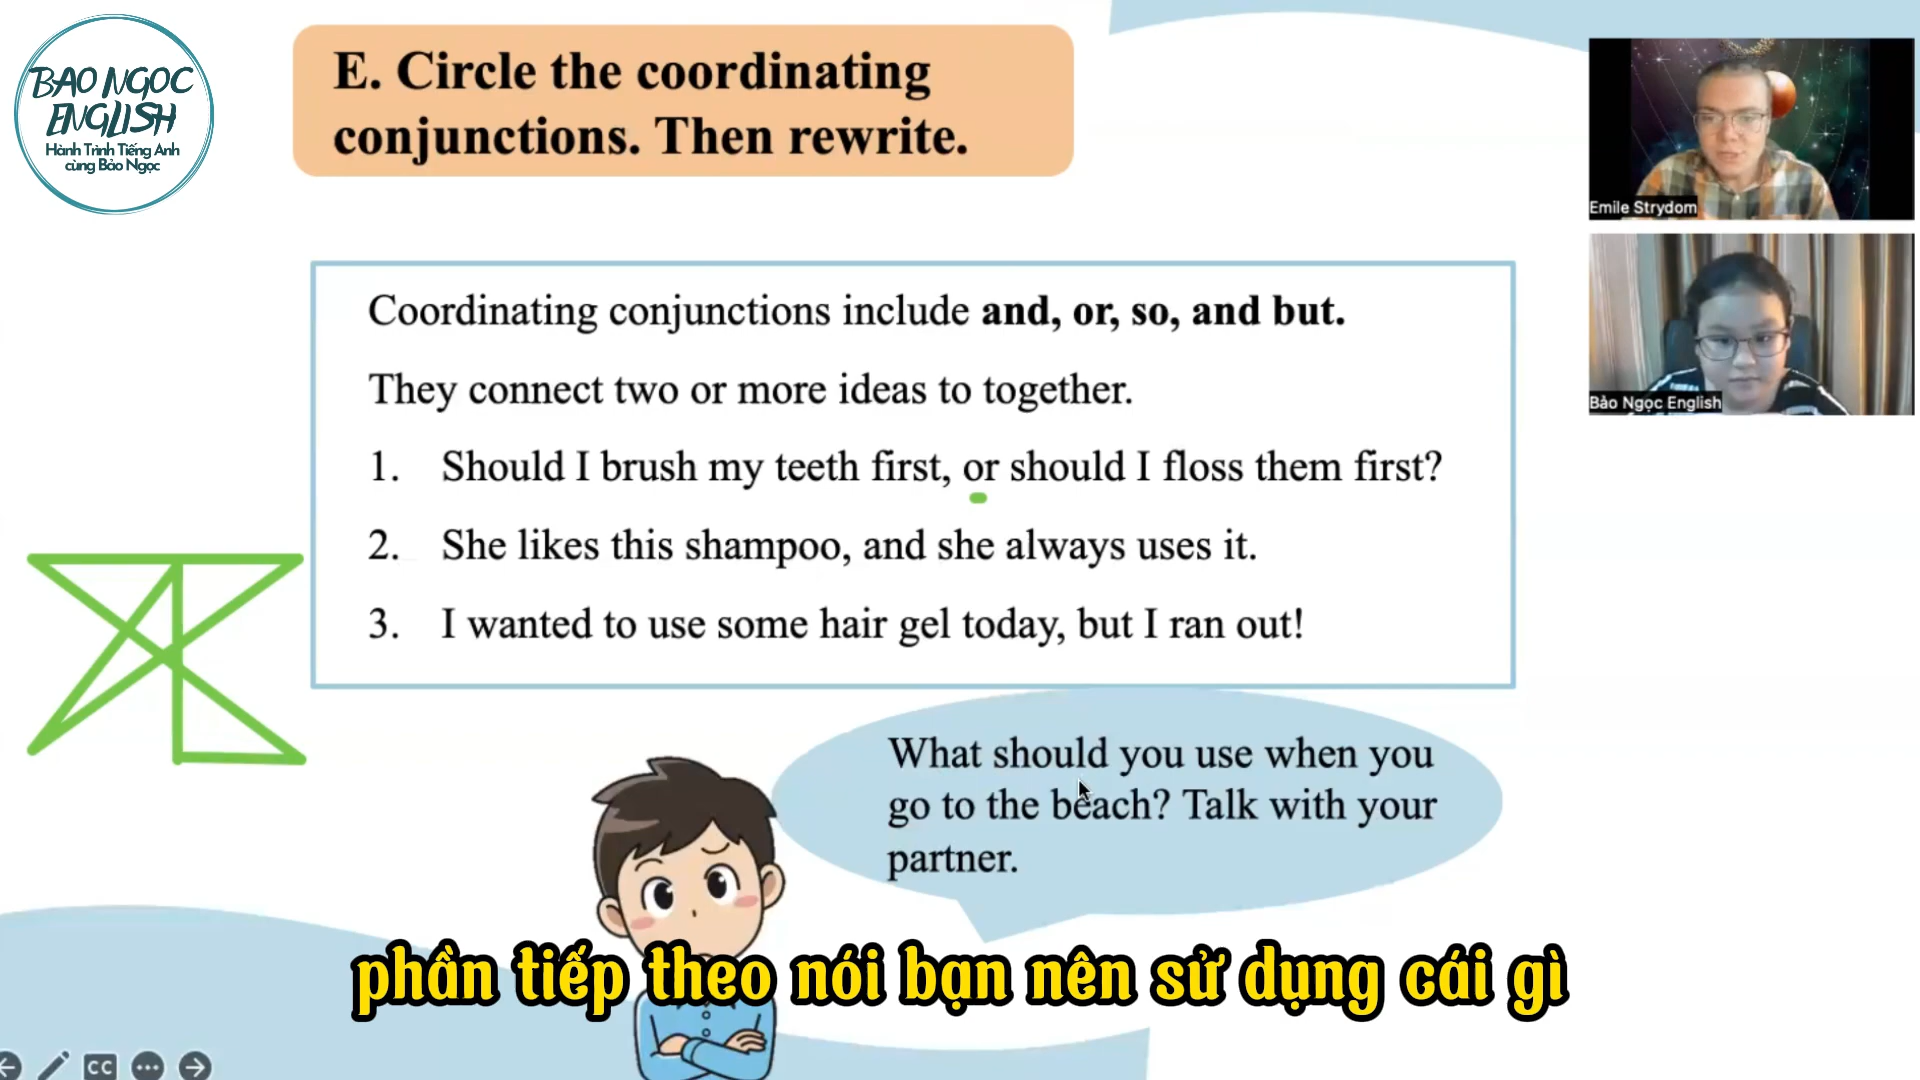 BAO NGOC
ENGLISH
Hành Trình Tiếng Anh
cùng Bảo Ngọc
E. Circle the coordinating
conjunctions. Then rewrite.
Emile Strydom
Bảo Ngọc English
Coordinating conjunctions include and, or, so, and but.
They connect two or more ideas to together.
1. Should I brush my teeth first, or should I floss them first?
2. She likes this shampoo, and she always uses it.
3. I wanted to use some hair gel today, but I ran out!
What should you use when you
go to the beach? Talk with your
partner.
phần tiếp theo nói bạn nên sử dụng cái gì
CC